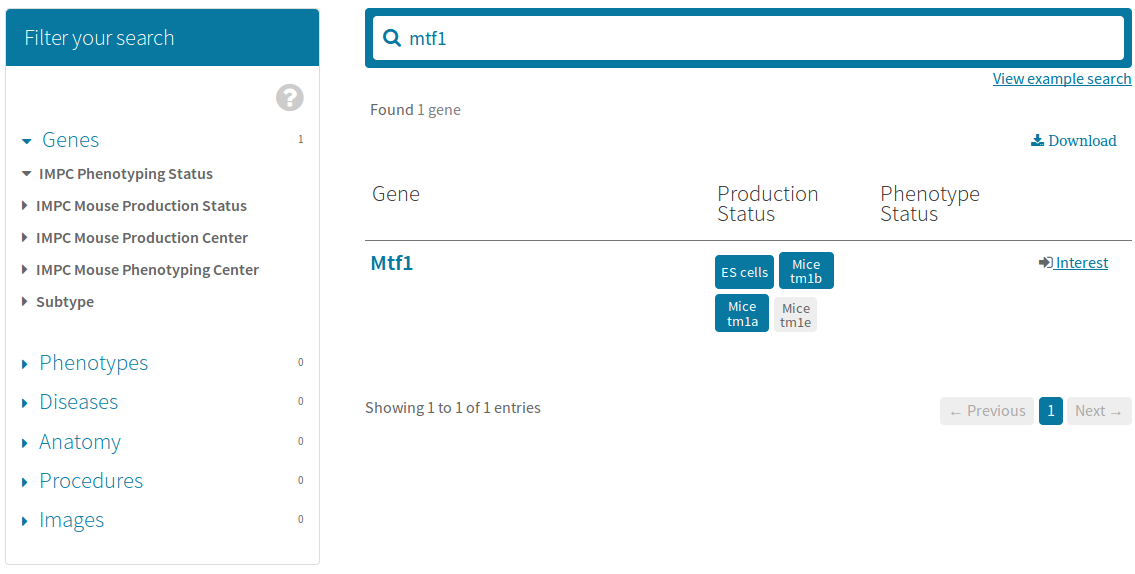 Filter your search
?
Genes 1
IMPC Phenotyping Status
IMPC Mouse Production Status
IMPC Mouse Production Center
IMPC Mouse Phenotyping Center
Subtype
Phenotypes 0
Diseases 0
Anatomy 0
Procedures 0
Images 0
mtf1
View example search
Found 1 gene
Download
Gene Production Phenotype
Status Status
Mtf1 ES cells Mice Interest
tm1b
Mice Mice
tm1a tm1e
Showing 1 to 1 of 1 entries ← Previous 1 Next →